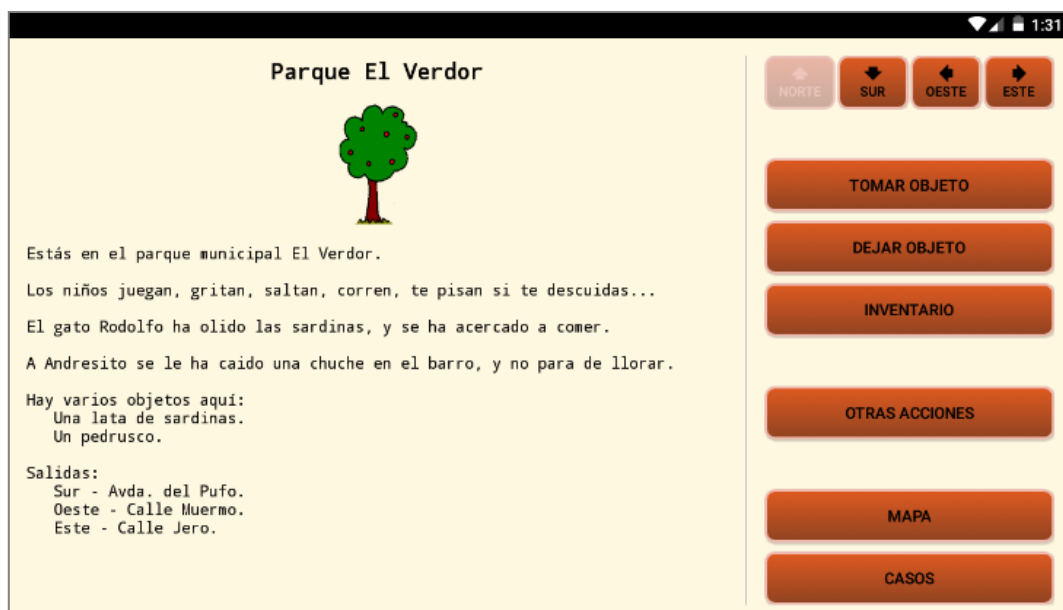 1:31
Parque El Verdor
NORTE
SUR
OESTE
ESTE
Estás en el parque municipal El Verdor.
Los niños juegan, gritan, saltan, corren, te pisan si te descuidas...
El gato Rodolfo ha olido las sardinas, y se ha acercado a comer.
A Andresito se le ha caido una chuche en el barro, y no para de llorar.
Hay varios objetos aquí:
Una lata de sardinas.
Un pedrusco.
Salidas:
Sur - Avda. del Pufo.
Oeste - Calle Muermo.
Este - Calle Jero.
TOMAR OBJETO
DEJAR OBJETO
INVENTARIO
OTRAS ACCIONES
MAPA
CASOS